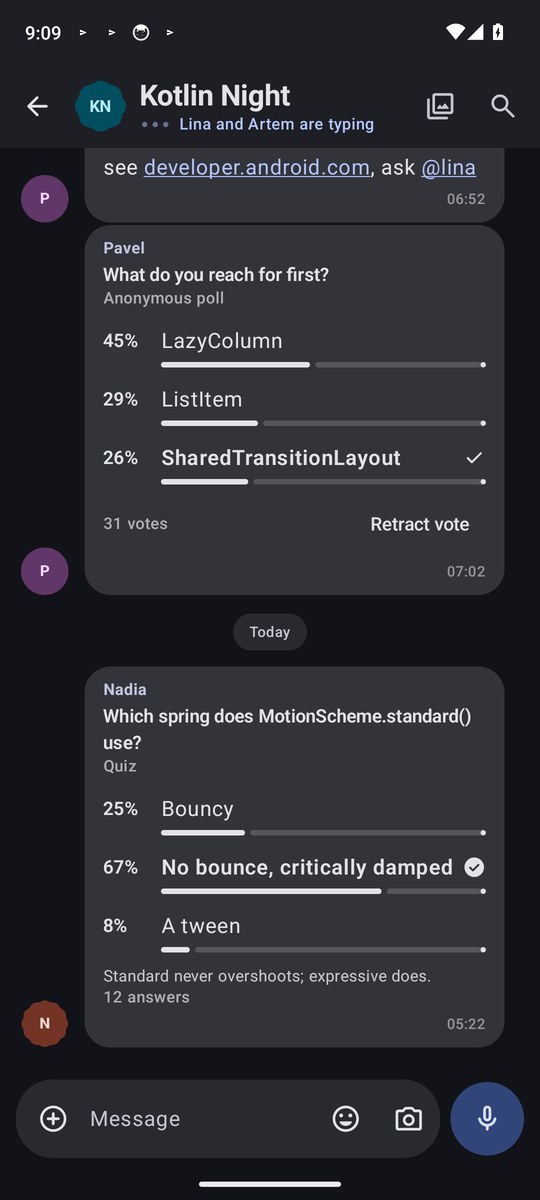 9:09
KN
Kotlin Night
Lina and Artem are typing
see developer.android.com, ask @lina
P
06:52
Pavel
What do you reach for first?
Anonymous poll
45% LazyColumn
29% ListItem
26% SharedTransitionLayout
31 votes
Retract vote
P
07:02
Today
Nadia
Which spring does MotionScheme.standard()
use?
Quiz
25% Bouncy
67% No bounce, critically damped
8% A tween
Standard never overshoots; expressive does.
12 answers
N
05:22
Message